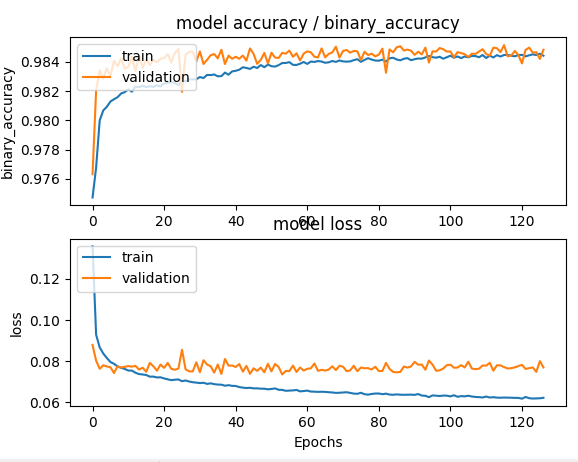 model accuracy / binary_accuracy
binary_accuracy
0.984
0.982
0.980
0.978
0.976
train
validation
0 20 40 60 80 100 120
model loss
loss
0.12
0.10
0.08
0.06
train
validation
0 20 40 60 80 100 120
Epochs